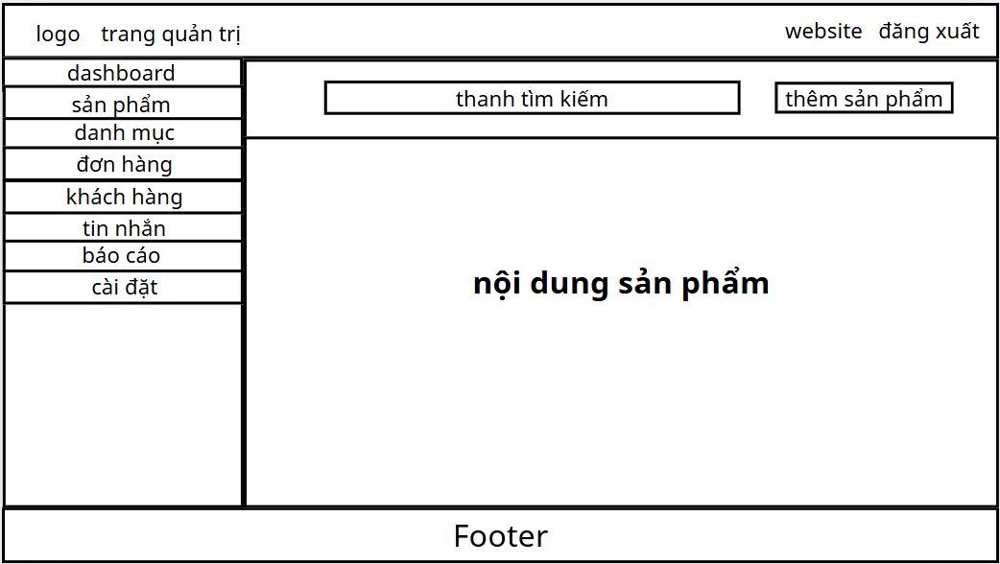 logo trang quản trị website đăng xuất
dashboard
sản phẩm
danh mục
đơn hàng
khách hàng
tin nhắn
báo cáo
cài đặt
thanh tìm kiếm thêm sản phẩm
nội dung sản phẩm
Footer